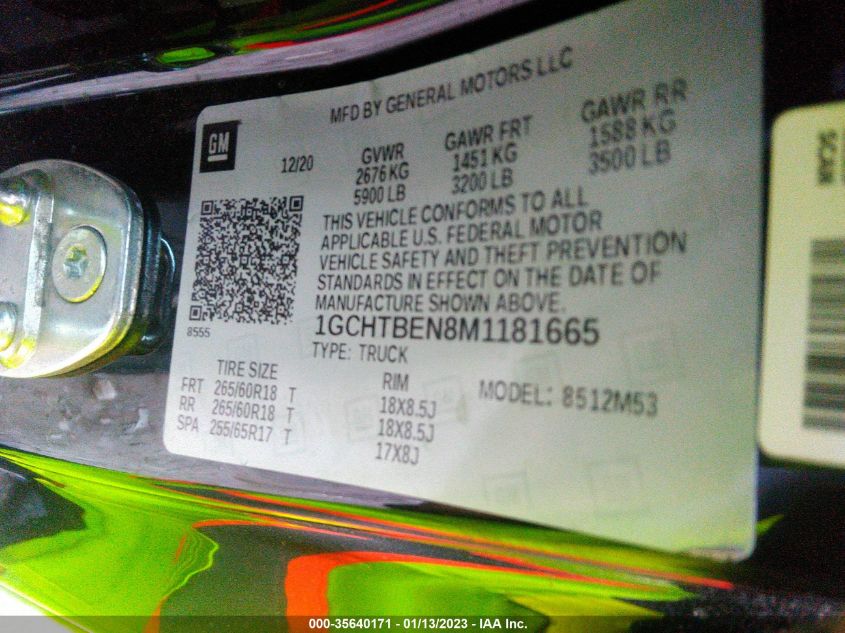 MFD BY GENERAL MOTORS LLC
GM
12/20
GVWR
2676 KG
5900 LB
GAWR FRT
1451 KG
3200 LB
GAWR RR
1588 KG
3500 LB
THIS VEHICLE CONFORMS TO ALL
APPLICABLE U.S. FEDERAL MOTOR
VEHICLE SAFETY AND THEFT PREVENTION
STANDARDS IN EFFECT ON THE DATE OF
MANUFACTURE SHOWN ABOVE.
8555
1GCHTBEN8M1181665
TYPE: TRUCK
TIRE SIZE
RIM
MODEL: 8512M53
FRT 265/60R18 T 18X8.5J
RR 265/60R18 T 18X8.5J
SPA 255/65R17 T 17X8J
SCAN
000-35640171 - 01/13/2023 - IAA Inc.